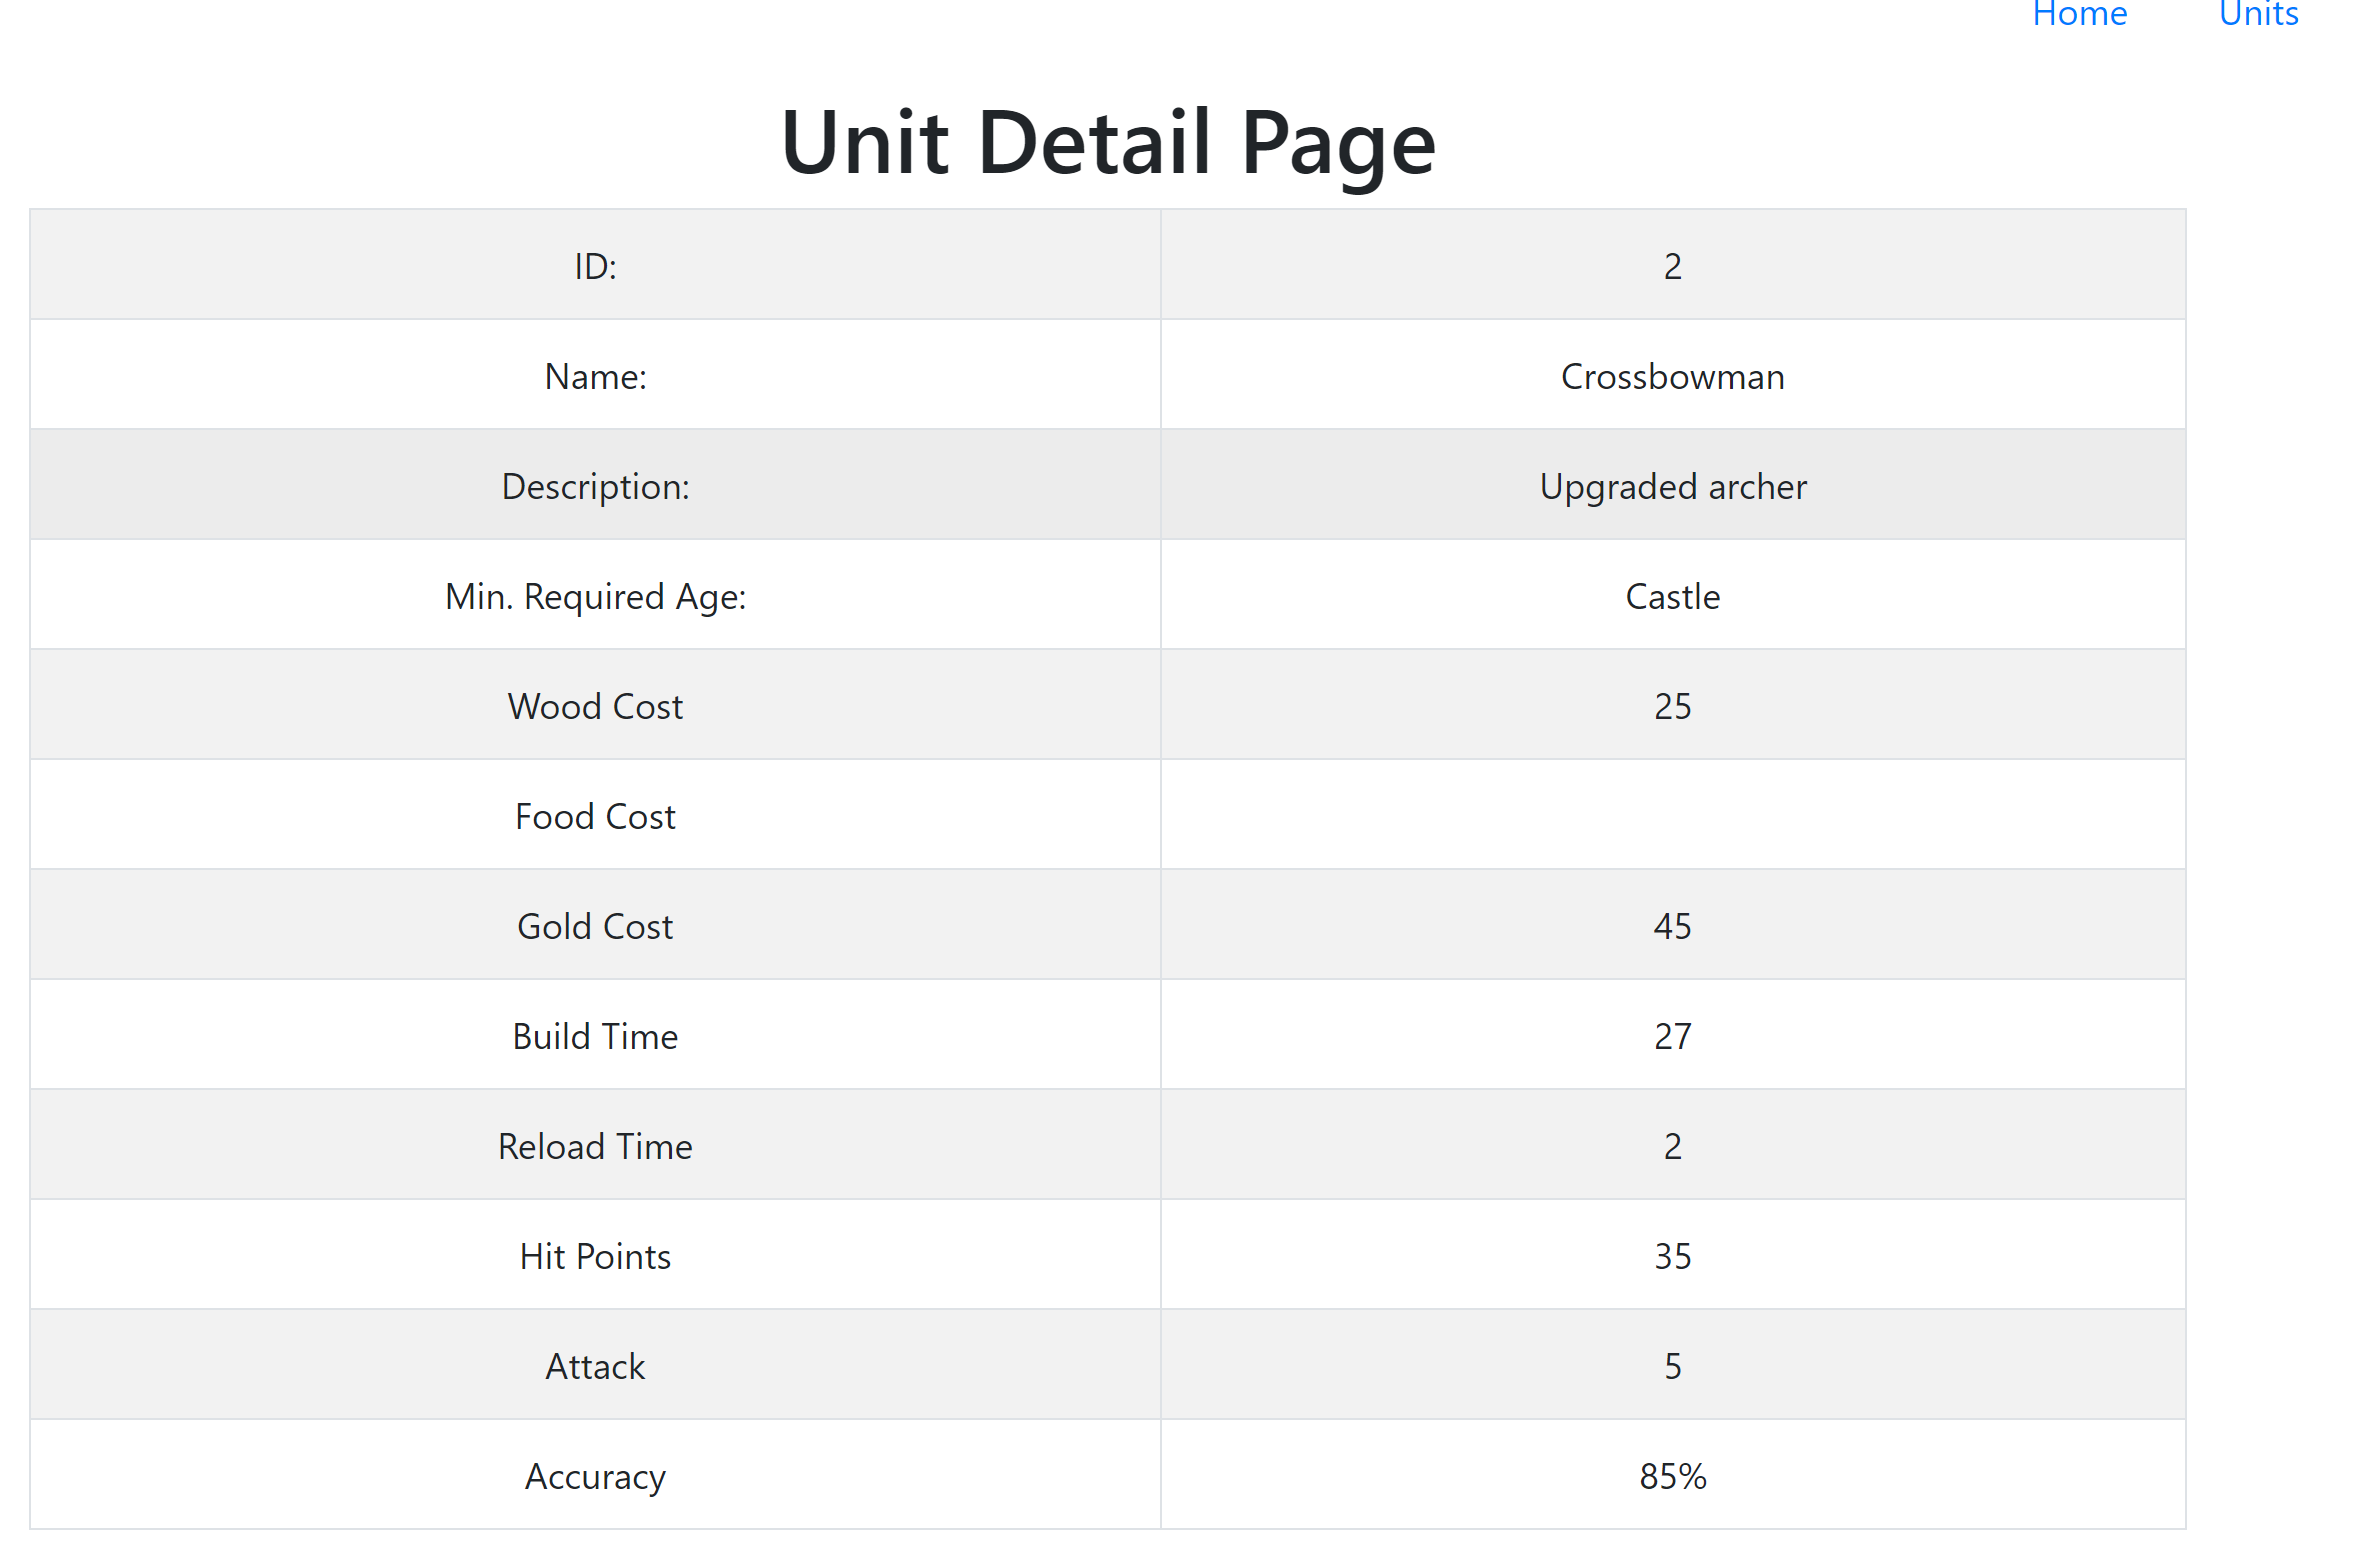 Home Units
Unit Detail Page
ID: 2
Name: Crossbowman
Description: Upgraded archer
Min. Required Age: Castle
Wood Cost 25
Food Cost
Gold Cost 45
Build Time 27
Reload Time 2
Hit Points 35
Attack 5
Accuracy 85%